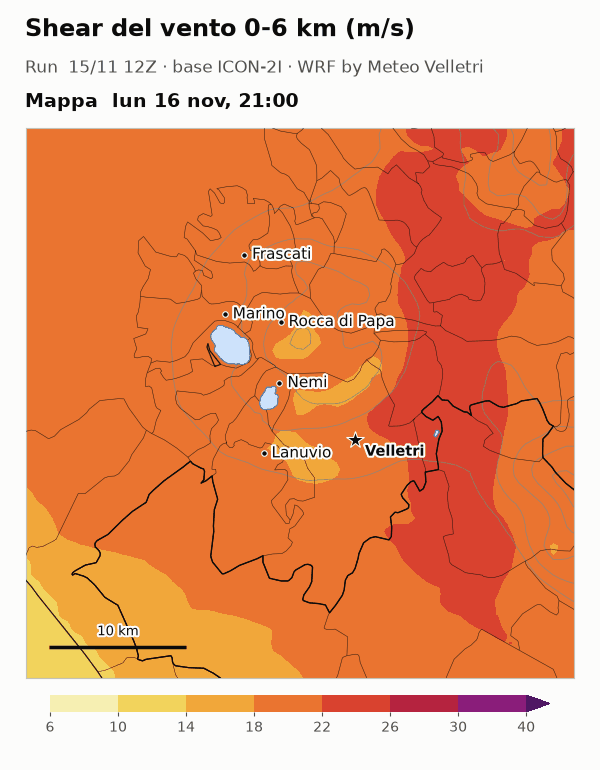 Shear del vento 0-6 km (m/s)
Run  15/11 12Z · base ICON-2I · WRF by Meteo Velletri
Mappa  lun 16 nov, 21:00
Frascati
Marino
Rocca di Papa
Nemi
Lanuvio
Velletri
10 km
6 10 14 18 22 26 30 40